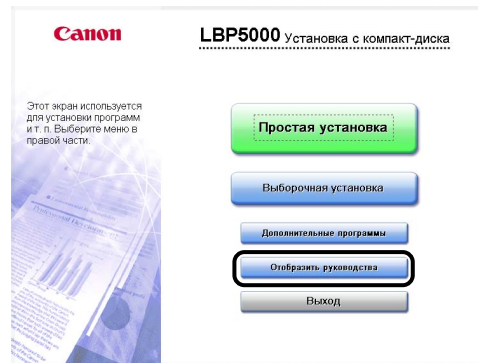 Canon
LBP5000 Установка с компакт-диска
Этот экран используется
для установки программ
и т. п. Выберите меню в
правой части.
Простая установка
Выборочная установка
Дополнительные программы
Отобразить руководства
Выход